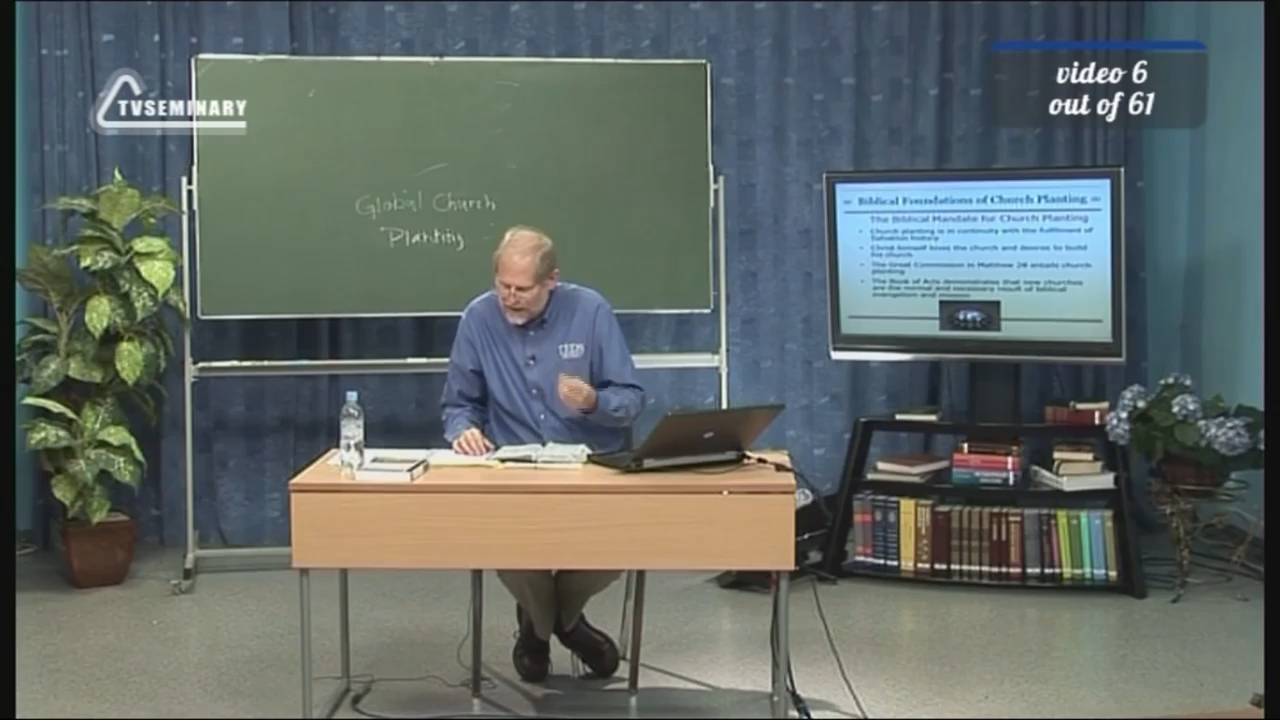 TVSEMINARY
video 6
out of 61
Global Church
Planting
Biblical Foundations of Church Planting
The Biblical Mandate for Church Planting
Church planting is in continuity with the fulfillment of
Salvation history
Christ himself loves the church and desires to build
his church
The Great Commission in Matthew 28 entails church
planting
The Book of Acts demonstrates that new churches
are the normal and necessary result of biblical
evangelism and mission